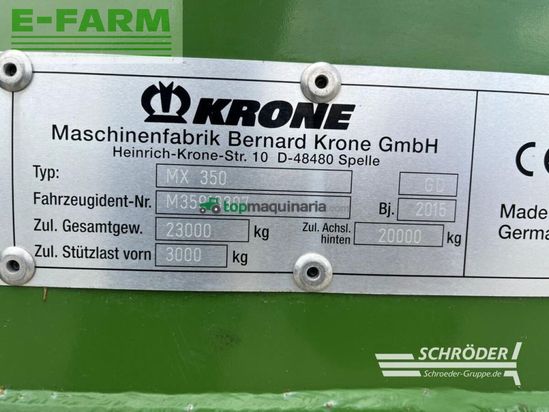 E-FARM
KRONE
Maschinenfabrik Bernard Krone GmbH
Heinrich-Krone-Str. 10 D-48480 Spelle
Typ: MX 350 GD
Fahrzeugident-Nr. Bj. 2015
topmaquinaria.com
Zul. Gesamtgew. 23000 kg Zul. Achsl. hinten 20000 kg
Zul. Stützlast vorn 3000 kg
CE
Made
Germa
SCHRÖDER
Schroeder-Gruppe.de